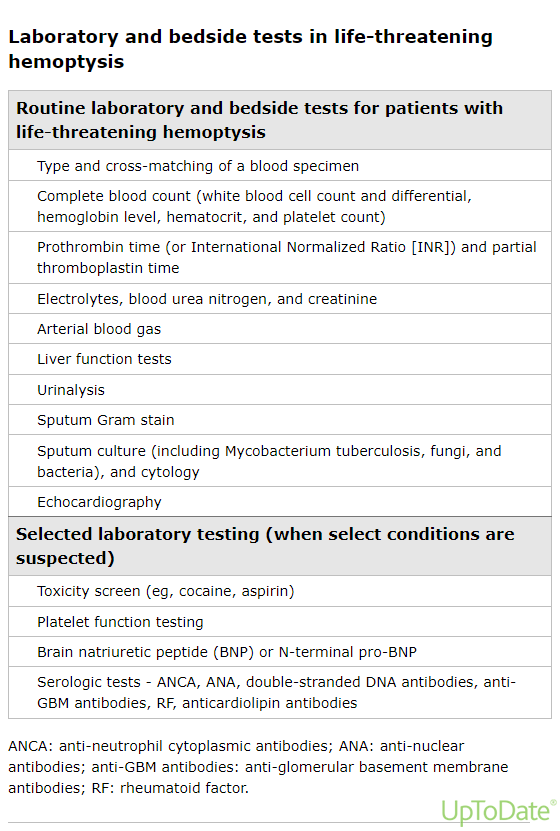 Laboratory and bedside tests in life-threatening
hemoptysis
Routine laboratory and bedside tests for patients with
life-threatening hemoptysis
Type and cross-matching of a blood specimen
Complete blood count (white blood cell count and differential,
hemoglobin level, hematocrit, and platelet count)
Prothrombin time (or International Normalized Ratio [INR]) and partial
thromboplastin time
Electrolytes, blood urea nitrogen, and creatinine
Arterial blood gas
Liver function tests
Urinalysis
Sputum Gram stain
Sputum culture (including Mycobacterium tuberculosis, fungi, and
bacteria), and cytology
Echocardiography
Selected laboratory testing (when select conditions are
suspected)
Toxicity screen (eg, cocaine, aspirin)
Platelet function testing
Brain natriuretic peptide (BNP) or N-terminal pro-BNP
Serologic tests - ANCA, ANA, double-stranded DNA antibodies, anti-
GBM antibodies, RF, anticardiolipin antibodies
ANCA: anti-neutrophil cytoplasmic antibodies; ANA: anti-nuclear
antibodies; anti-GBM antibodies: anti-glomerular basement membrane
antibodies; RF: rheumatoid factor.
UpToDate®